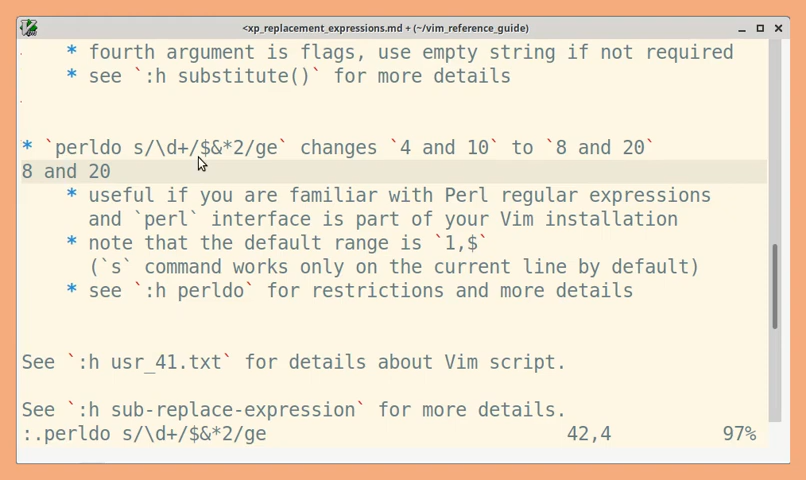 <xp_replacement_expressions.md + (~/vim_reference_guide)
* fourth argument is flags, use empty string if not required
* see `:h substitute()` for more details
* `perldo s/\d+/$&*2/ge` changes `4 and 10` to `8 and 20`
8 and 20
* useful if you are familiar with Perl regular expressions
and `perl` interface is part of your Vim installation
* note that the default range is `1,$`
(`s` command works only on the current line by default)
* see `:h perldo` for restrictions and more details
See `:h usr_41.txt` for details about Vim script.
See `:h sub-replace-expression` for more details.
:.perldo s/\d+/$&*2/ge 42,4 97%